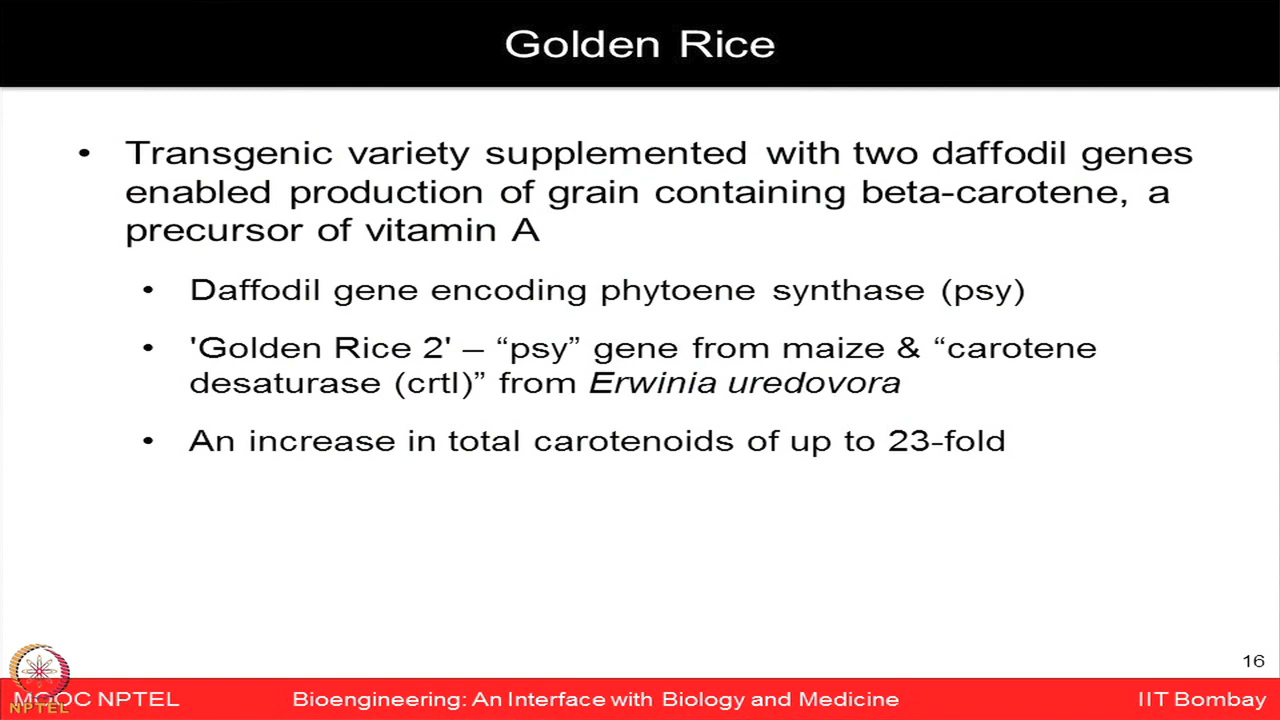 Golden Rice
• Transgenic variety supplemented with two daffodil genes
enabled production of grain containing beta-carotene, a
precursor of vitamin A
• Daffodil gene encoding phytoene synthase (psy)
• 'Golden Rice 2' – “psy” gene from maize & “carotene
desaturase (crtl)” from Erwinia uredovora
• An increase in total carotenoids of up to 23-fold
16
MOOC NPTEL Bioengineering: An Interface with Biology and Medicine IIT Bombay
NPTEL